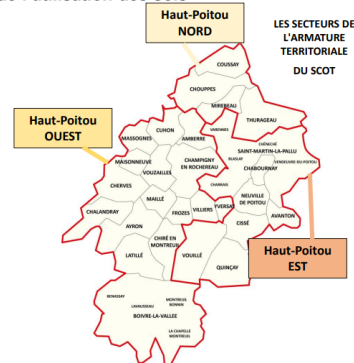 Haut-Poitou
NORD
LES SECTEURS DE
L'ARMATURE
TERRITORIALE
DU SCOT
COUSSAY
CHOUPPES
MIREBEAU
THURAGEAU
Haut-Poitou
OUEST
CUHON
MASSOGNES
AMBERRE
VARENNES
CHÉNECHÉ
SAINT-MARTIN-LA-PALLU
MAISONNEUVE
CHAMPIGNY
EN ROCHEREAU
BLASLAY
VENDEUVRE-DU-POITOU
CHABOURNAY
VOUZAILLES
CHERVES
CHARRAIS
MAILLÉ
NEUVILLE
DE POITOU
CHALANDRAY
FROZES
VILLIERS
YVERSAY
AVANTON
AYRON
CISSÉ
CHIRÉ EN
MONTREUIL
LATILLÉ
VOUILLÉ
QUINÇAY
Haut-Poitou
EST
BENASSAY
MONTREUIL
BONNIN
LAVAUSSEAU
BOIVRE-LA-VALLÉE
LA CHAPELLE
MONTREUIL